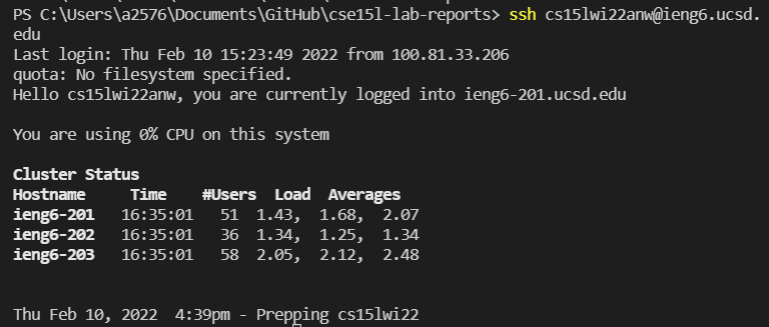 PS C:\Users\a2576\Documents\GitHub\cse15l-lab-reports> ssh cs15lwi22anw@ieng6.ucsd.
edu
Last login: Thu Feb 10 15:23:49 2022 from 100.81.33.206
quota: No filesystem specified.
Hello cs15lwi22anw, you are currently logged into ieng6-201.ucsd.edu
You are using 0% CPU on this system
Cluster Status
Hostname     Time    #Users  Load  Averages
ieng6-201   16:35:01   51  1.43,  1.68,  2.07
ieng6-202   16:35:01   36  1.34,  1.25,  1.34
ieng6-203   16:35:01   58  2.05,  2.12,  2.48
Thu Feb 10, 2022  4:39pm - Prepping cs15lwi22